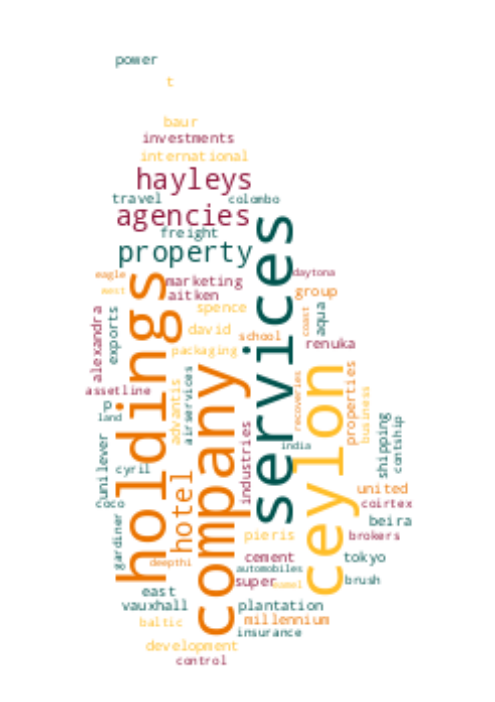 power
t
baur
investments
international
hayleys
travel
colombo
agencies
freight
property
services
eagle
daytona
holdings
marketing
west
aitken
group
spence
coast
aqua
alexandra
exports
david
school
renuka
packaging
company
ceylon
properties
assetline
advantis
airservices
recoveries
business
p
land
shipping
contship
industries
india
unilever
cyril
hotel
coco
united
coirtex
gardiner
beira
pieris
brokers
deepthi
cement
automobiles
tokyo
super
brush
east
vauxhall
plantation
baltic
millennium
insurance
development
control